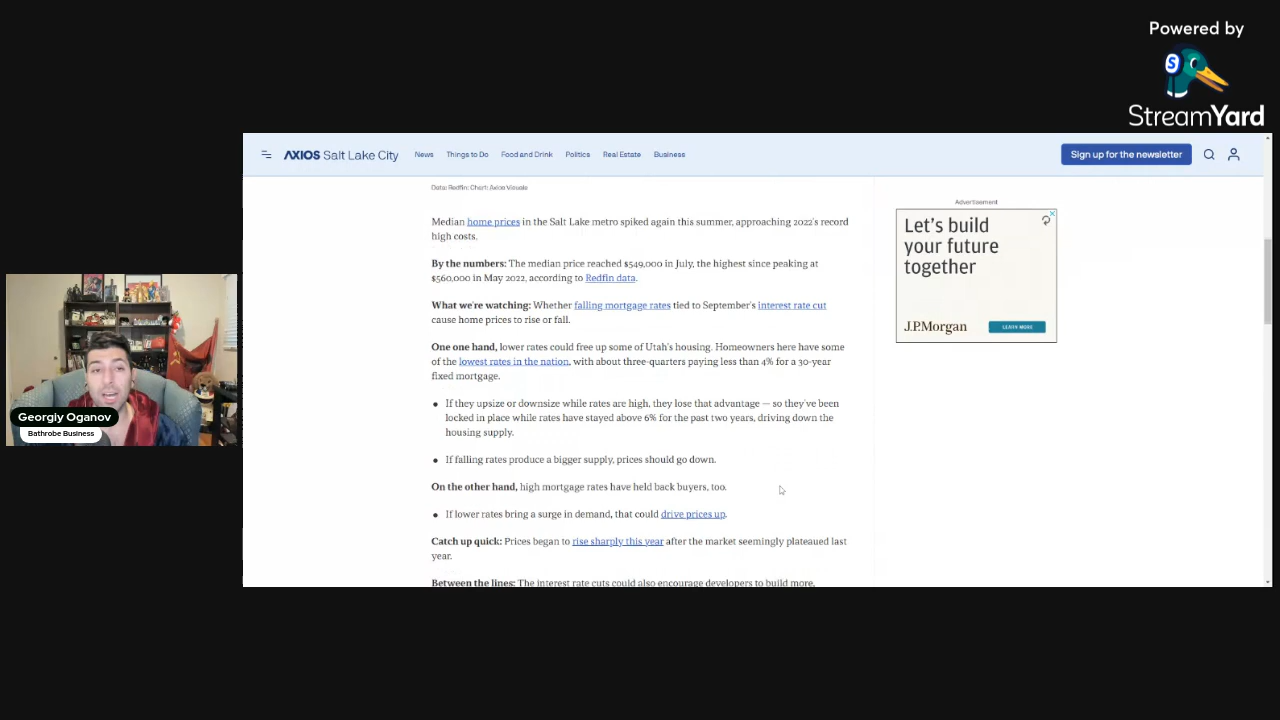 Powered by
S
StreamYard
AXIOS Salt Lake City
News
Things to Do
Food and Drink
Politics
Real Estate
Business
Sign up for the newsletter
Data: Redfin; Chart: Axios Visuals
Median home prices in the Salt Lake metro spiked again this summer, approaching 2022's record
high costs.
By the numbers: The median price reached $549,000 in July, the highest since peaking at
$560,000 in May 2022, according to Redfin data.
What we're watching: Whether falling mortgage rates tied to September's interest rate cut
cause home prices to rise or fall.
One one hand, lower rates could free up some of Utah's housing. Homeowners here have some
of the lowest rates in the nation, with about three-quarters paying less than 4% for a 30-year
fixed mortgage.
• If they upsize or downsize while rates are high, they lose that advantage — so they've been
locked in place while rates have stayed above 6% for the past two years, driving down the
housing supply.
• If falling rates produce a bigger supply, prices should go down.
On the other hand, high mortgage rates have held back buyers, too.
• If lower rates bring a surge in demand, that could drive prices up.
Catch up quick: Prices began to rise sharply this year after the market seemingly plateaued last
year.
Between the lines: The interest rate cuts could also encourage developers to build more,
Advertisement
Let's build
your future
together
J.P.Morgan
LEARN MORE
Georgiy Oganov
Bathrobe Business